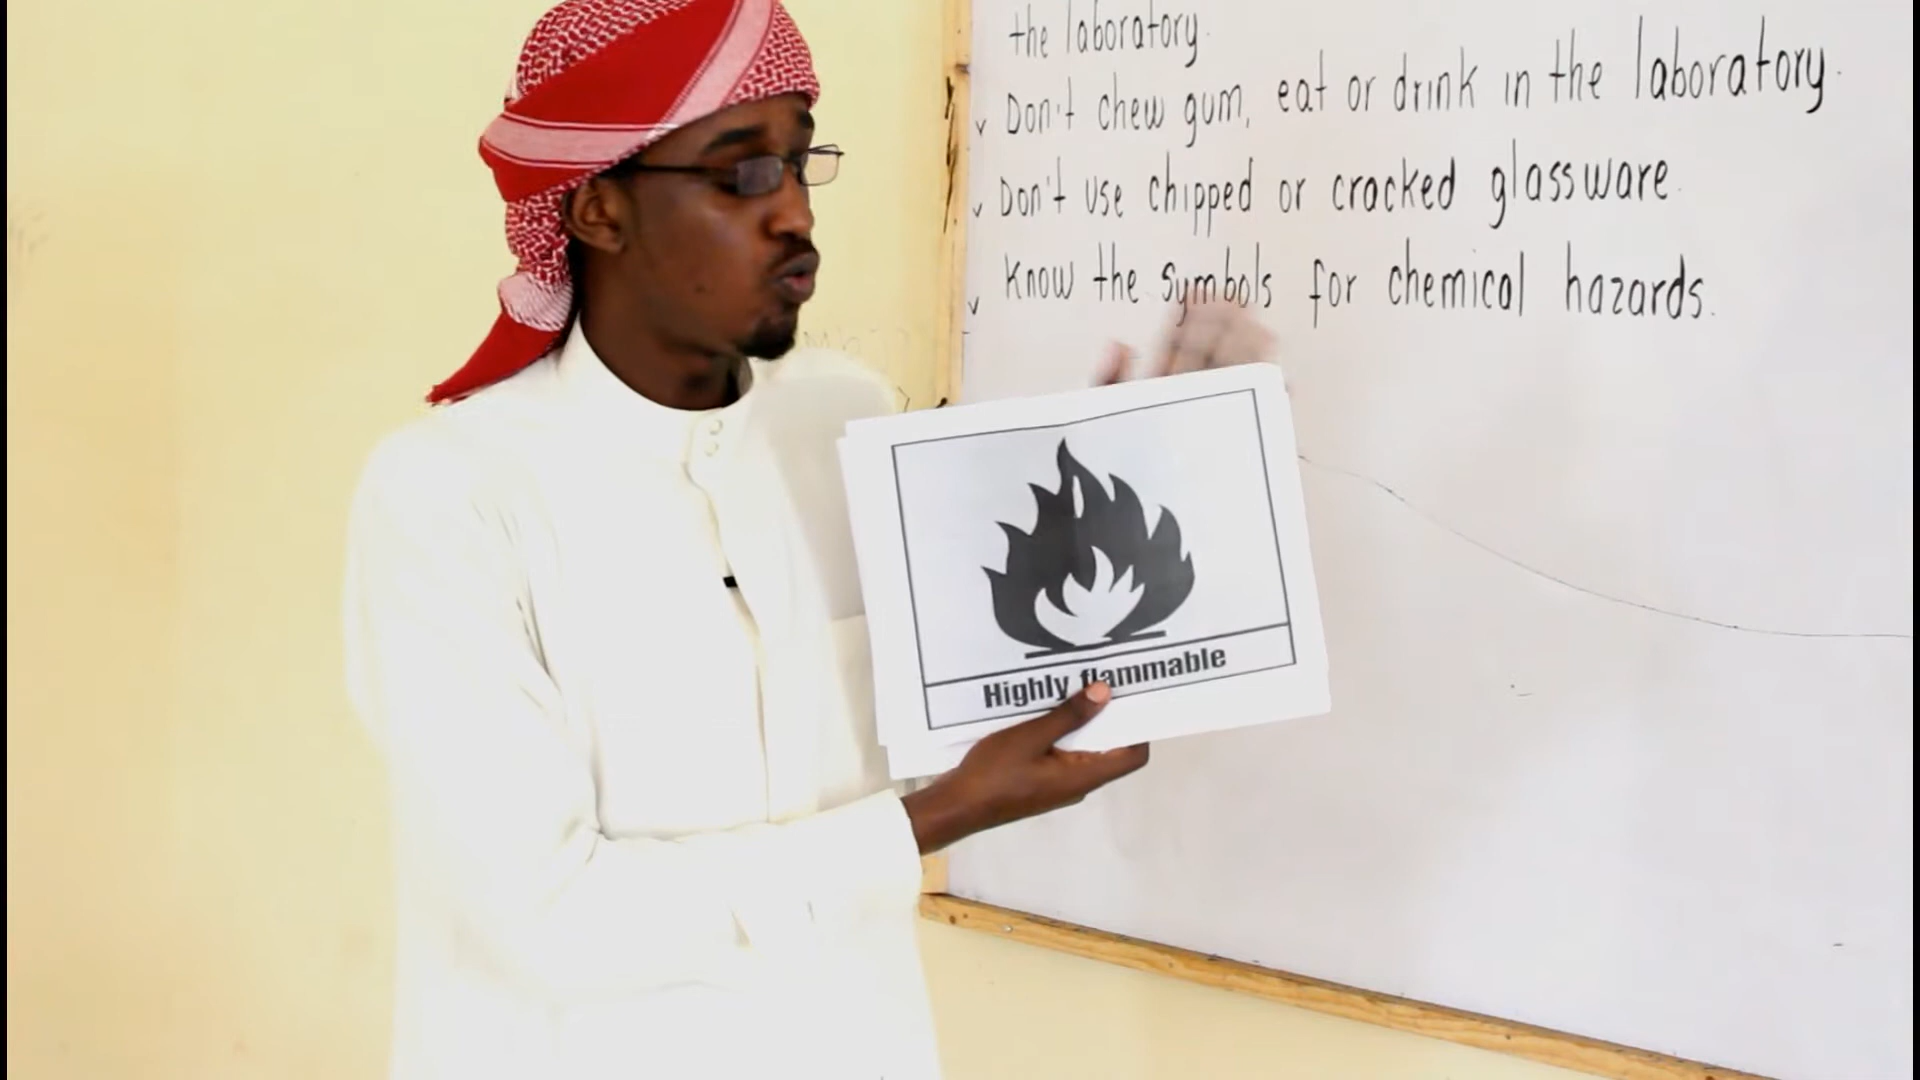 the laboratory.
✓ Don't chew gum, eat or drink in the laboratory.
✓ Don't use chipped or cracked glassware.
✓ Know the symbols for chemical hazards.
Highly flammable